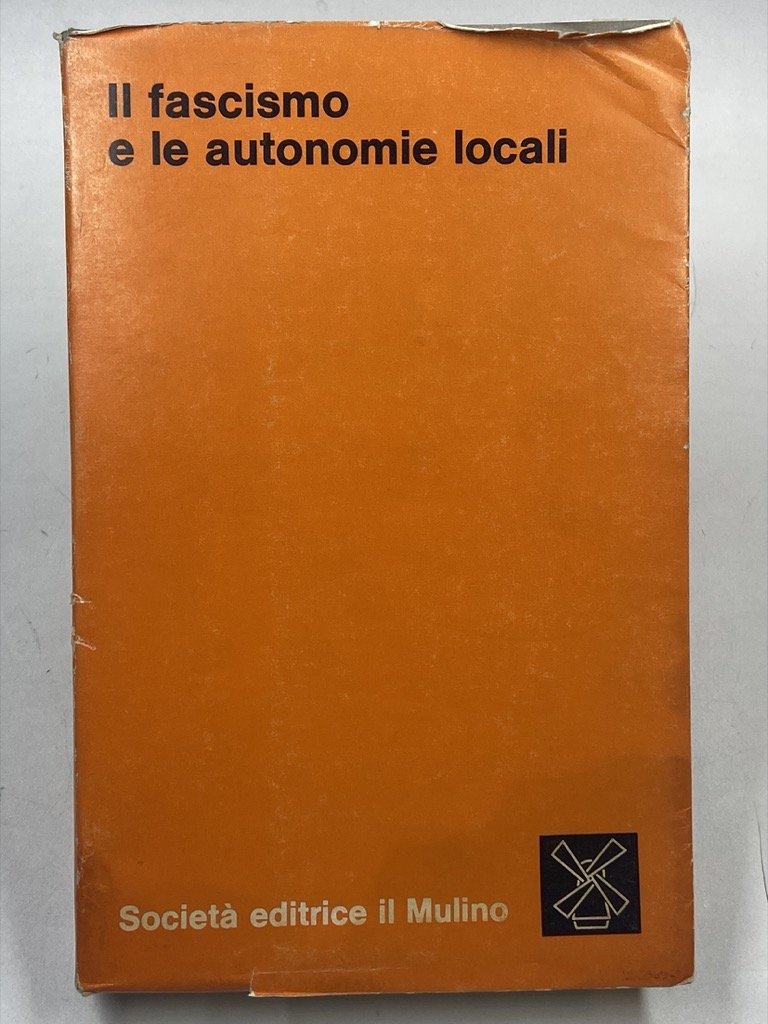 Il fascismo
e le autonomie locali
Società editrice il Mulino